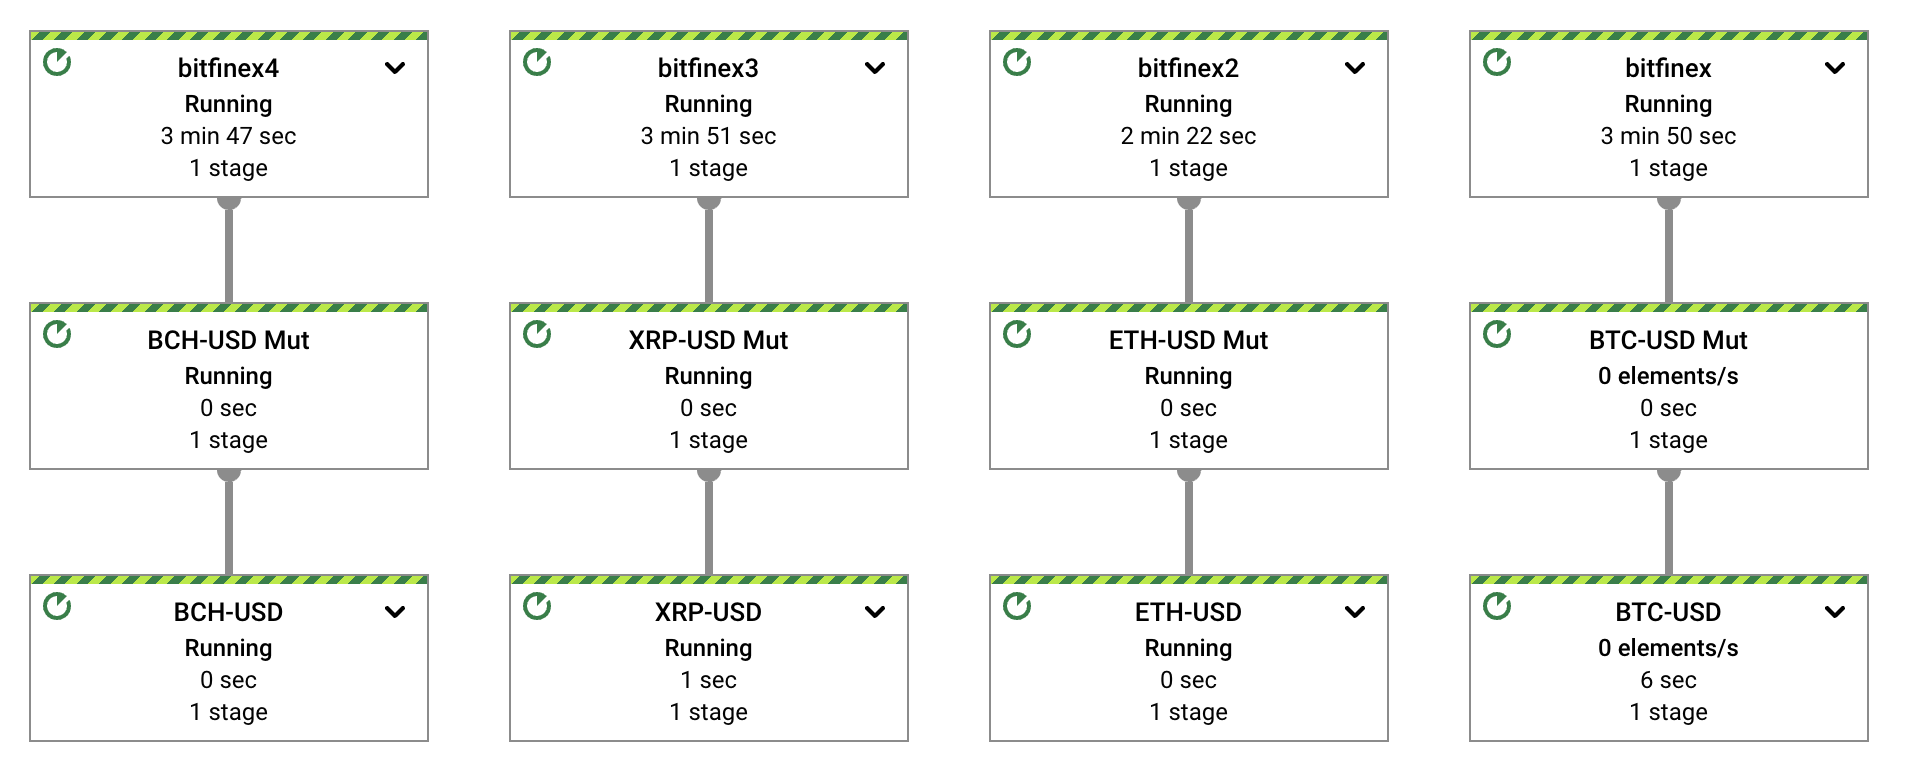 bitfinex4
Running
3 min 47 sec
1 stage
bitfinex3
Running
3 min 51 sec
1 stage
bitfinex2
Running
2 min 22 sec
1 stage
bitfinex
Running
3 min 50 sec
1 stage
BCH-USD Mut
Running
0 sec
1 stage
XRP-USD Mut
Running
0 sec
1 stage
ETH-USD Mut
Running
0 sec
1 stage
BTC-USD Mut
0 elements/s
0 sec
1 stage
BCH-USD
Running
0 sec
1 stage
XRP-USD
Running
1 sec
1 stage
ETH-USD
Running
0 sec
1 stage
BTC-USD
0 elements/s
6 sec
1 stage